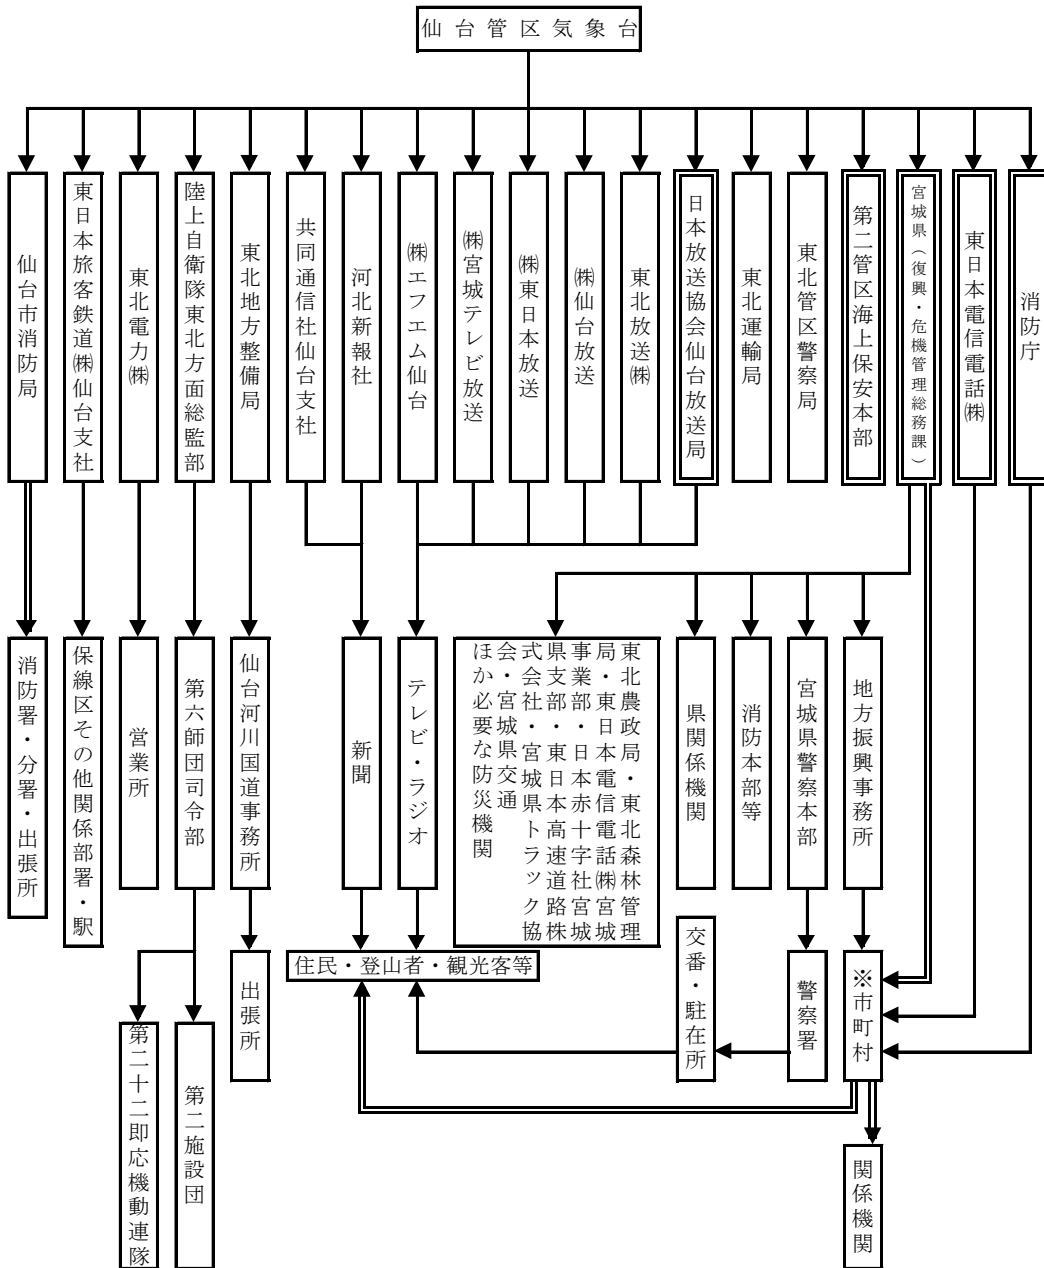 仙台管区気象台
仙台市消防局
東日本旅客鉄道㈱仙台支社
東北電力㈱
陸上自衛隊東北方面総監部
東北地方整備局
共同通信社仙台支社
河北新報社
㈱エフエム仙台
㈱宮城テレビ放送
㈱東日本放送
㈱仙台放送
東北放送㈱
日本放送協会仙台放送局
東北運輸局
東北管区警察局
第二管区海上保安本部
宮城県（復興・危機管理総務課）
東日本電信電話㈱
消防庁
消防署・分署・出張所
保線区その他関係部署・駅
営業所
第六師団司令部
仙台河川国道事務所
新聞
テレビ・ラジオ
東北農政局・東北森林管理
局・東日本電信電話㈱宮城
事業部・日本赤十字社宮城
県支部・東日本高速道路株
式会社・宮城県トラック協
会・宮城県交通
ほか必要な防災機関
県関係機関
消防本部等
宮城県警察本部
地方振興事務所
住民・登山者・観光客等
出張所
交番・駐在所
警察署
※市町村
第二十二即応機動連隊
第二施設団
関係機関